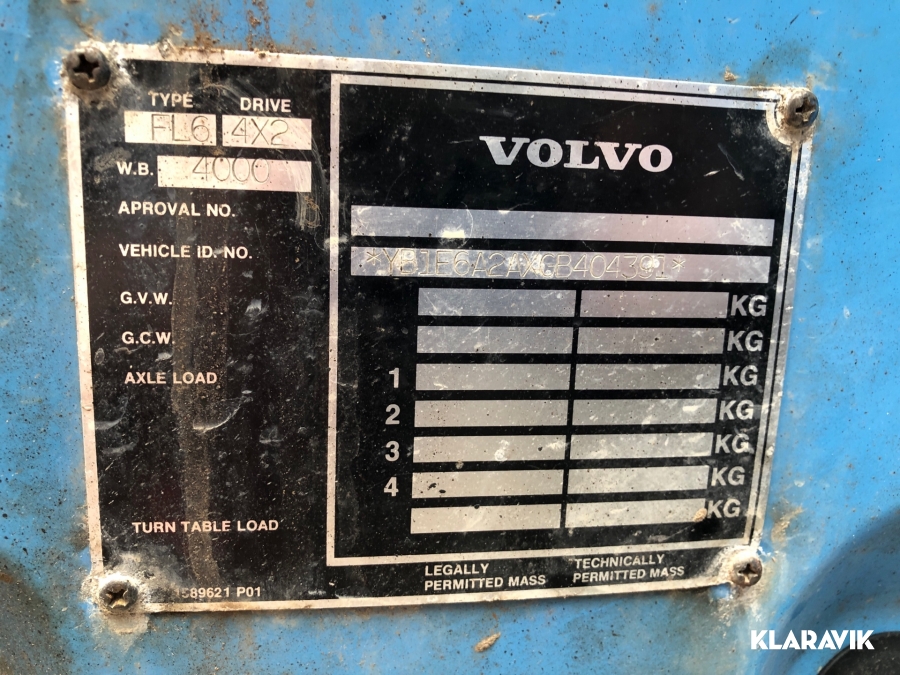 TYPE DRIVE
FL6 4X2
W.B. 4000
VOLVO
APROVAL NO.
VEHICLE ID. NO.
G.V.W. KG
G.C.W. KG
AXLE LOAD 1 KG
2 KG
3 KG
4 KG
TURN TABLE LOAD KG
LEGALLY PERMITTED MASS
TECHNICALLY PERMITTED MASS
1589621 P01
KLARAVIK